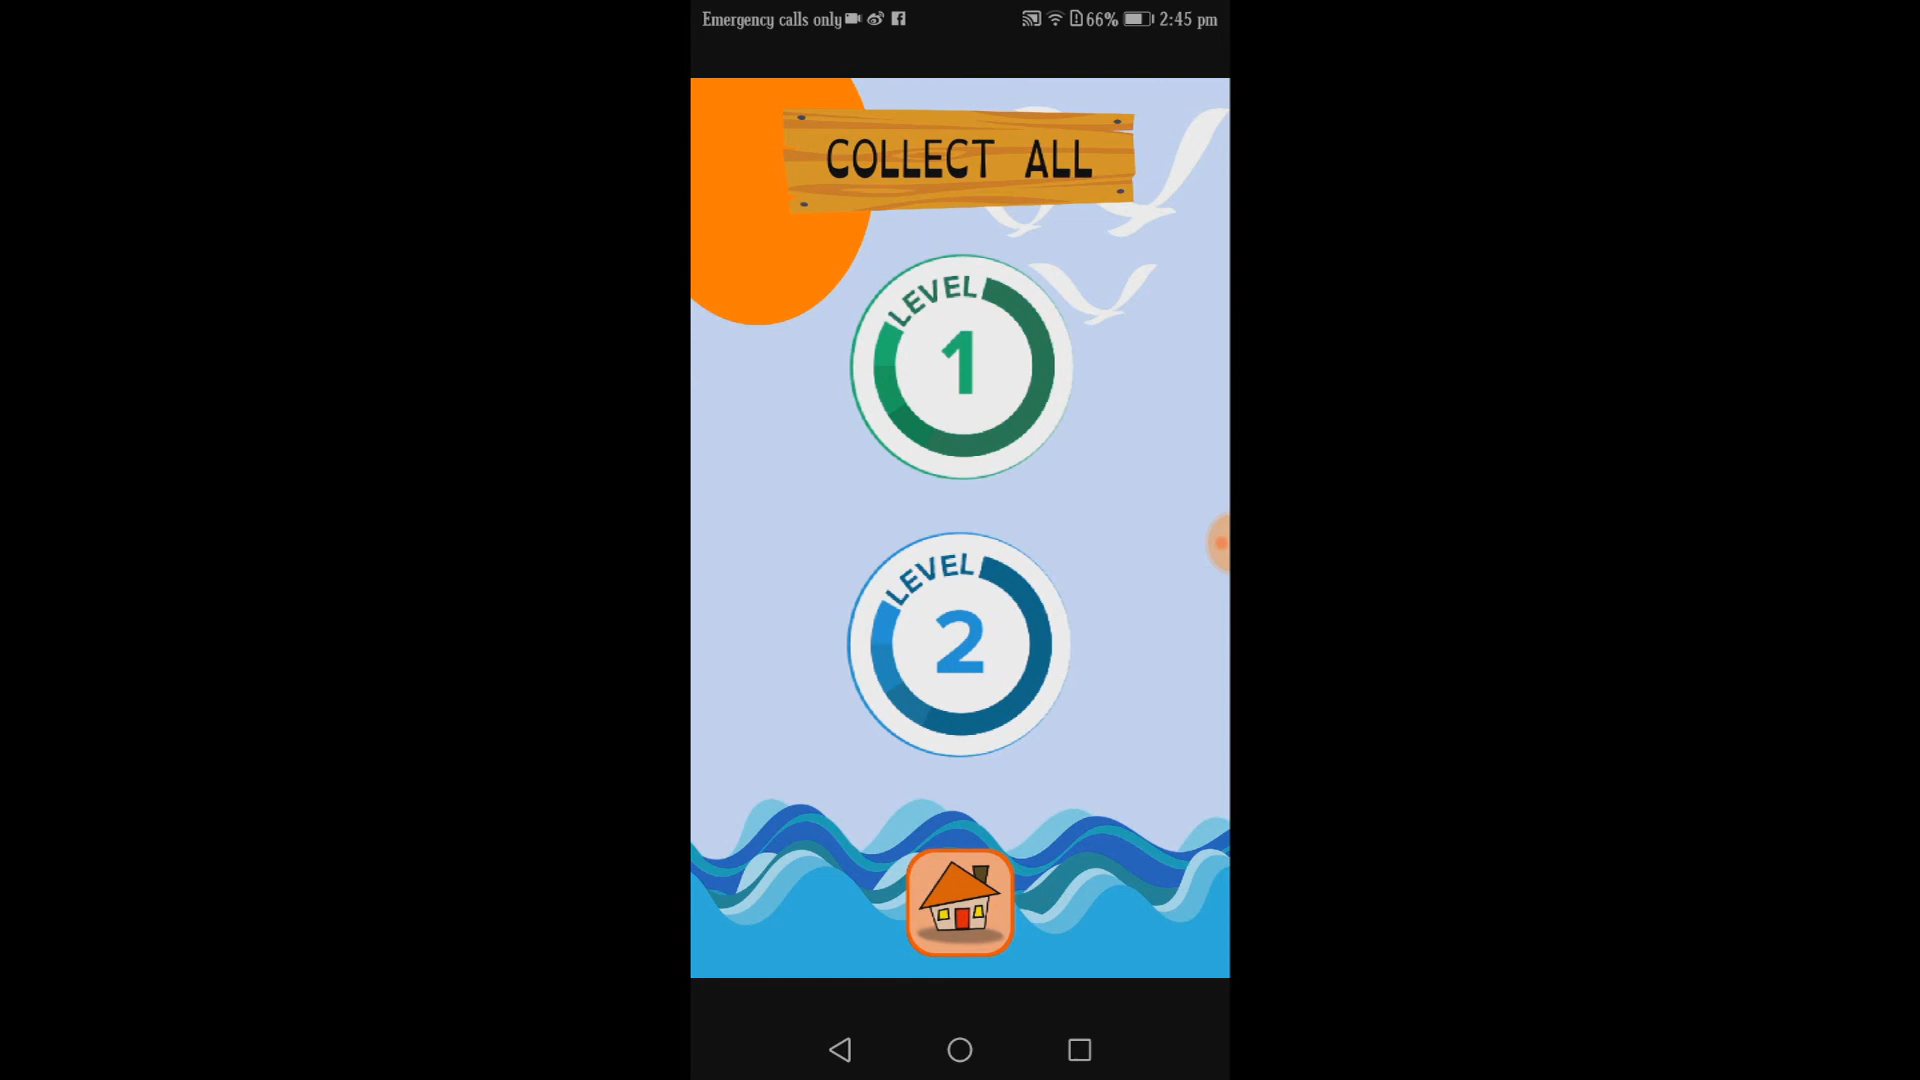 Emergency calls only
66% 2:45 pm
COLLECT ALL
LEVEL
1
LEVEL
2